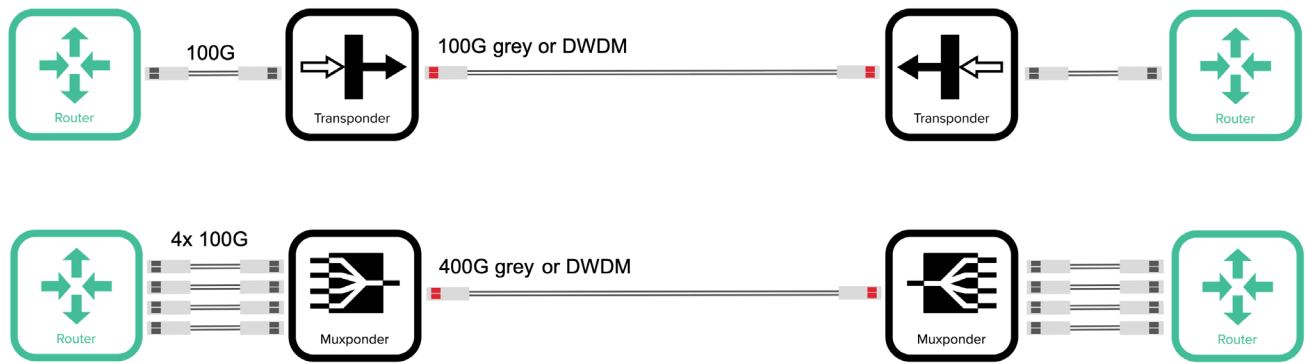 100G
100G grey or DWDM
Router
Transponder
Transponder
Router
4x 100G
400G grey or DWDM
Router
Muxponder
Muxponder
Router